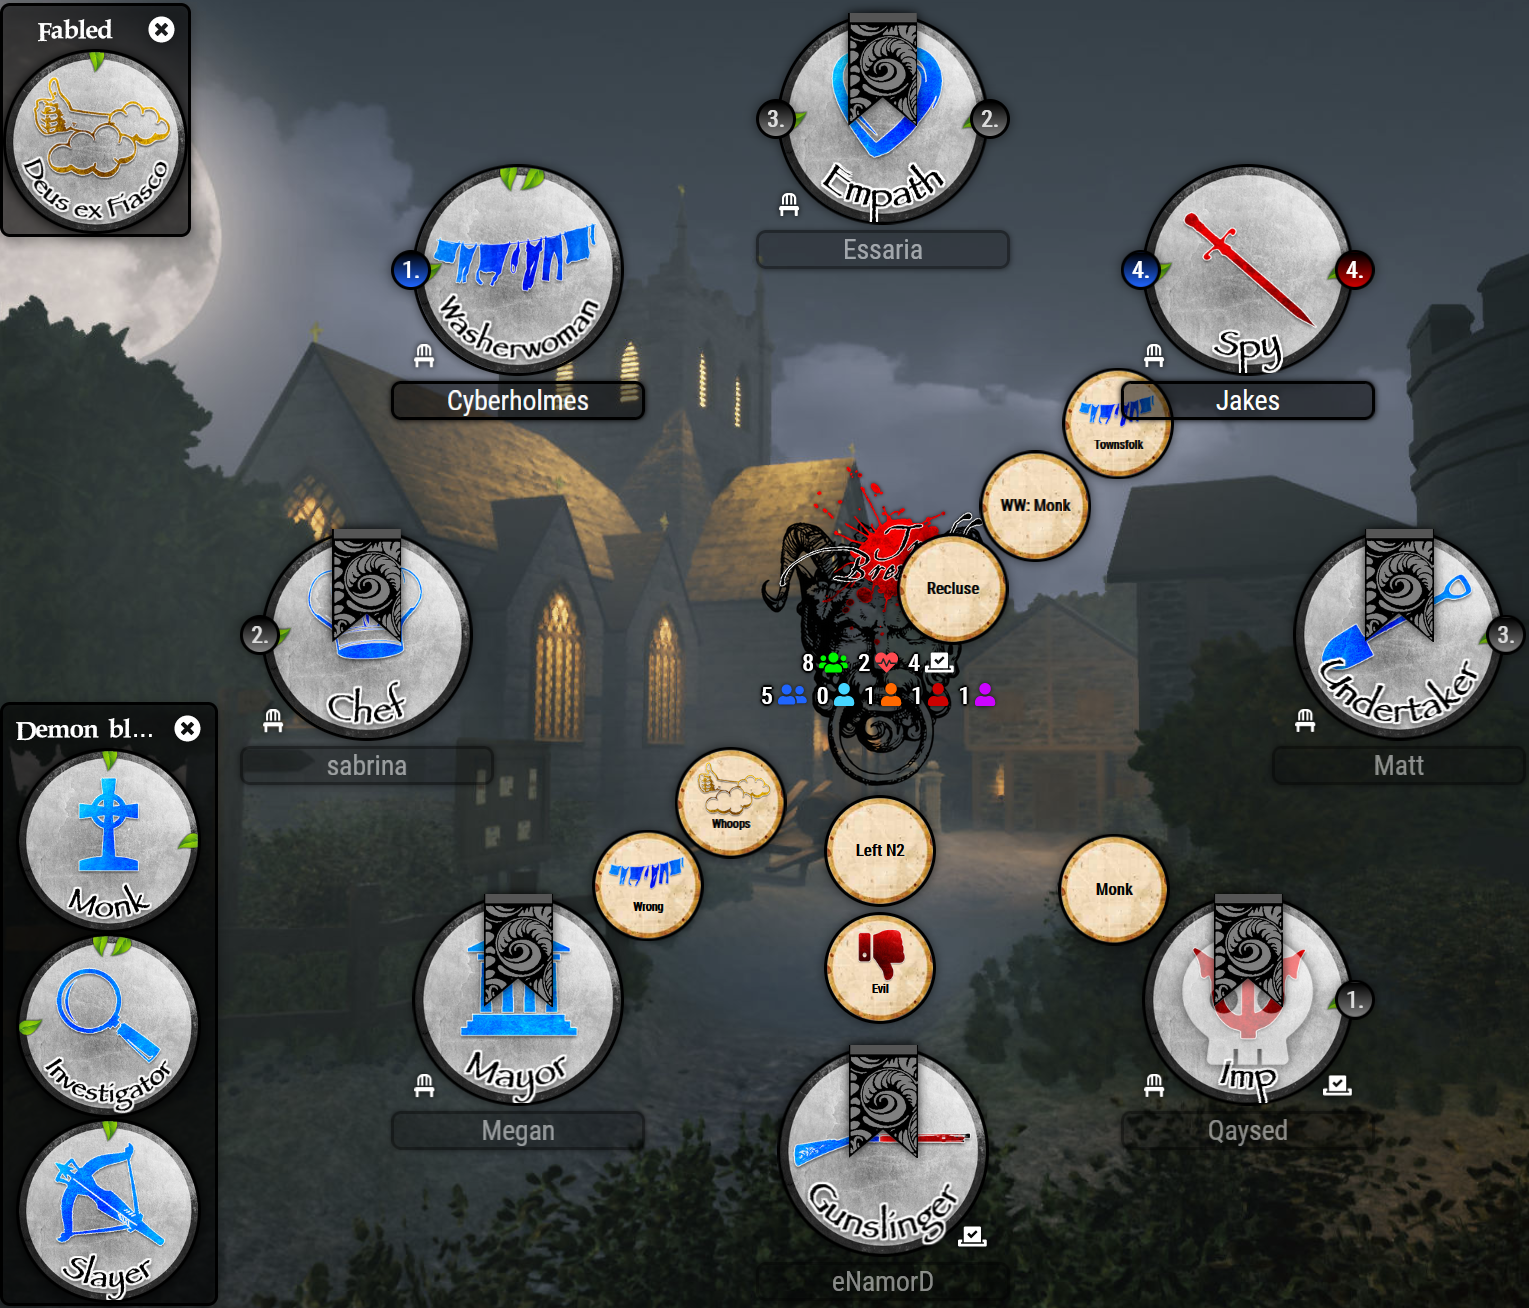 Fabled
Deus ex Fiasco
3.
2.
Empath
Essaria
1.
Washerwoman
Cyberholmes
4.
4.
Spy
Jakes
Townsfolk
WW: Monk
Recluse
2.
Chef
sabrina
8 2 4
5 0 1 1 1
3.
Undertaker
Matt
Demon bl...
Monk
Investigator
Slayer
Whoops
Wrong
Left N2
Evil
Monk
Mayor
Megan
1.
Imp
Qaysed
Gunslinger
eNamorD